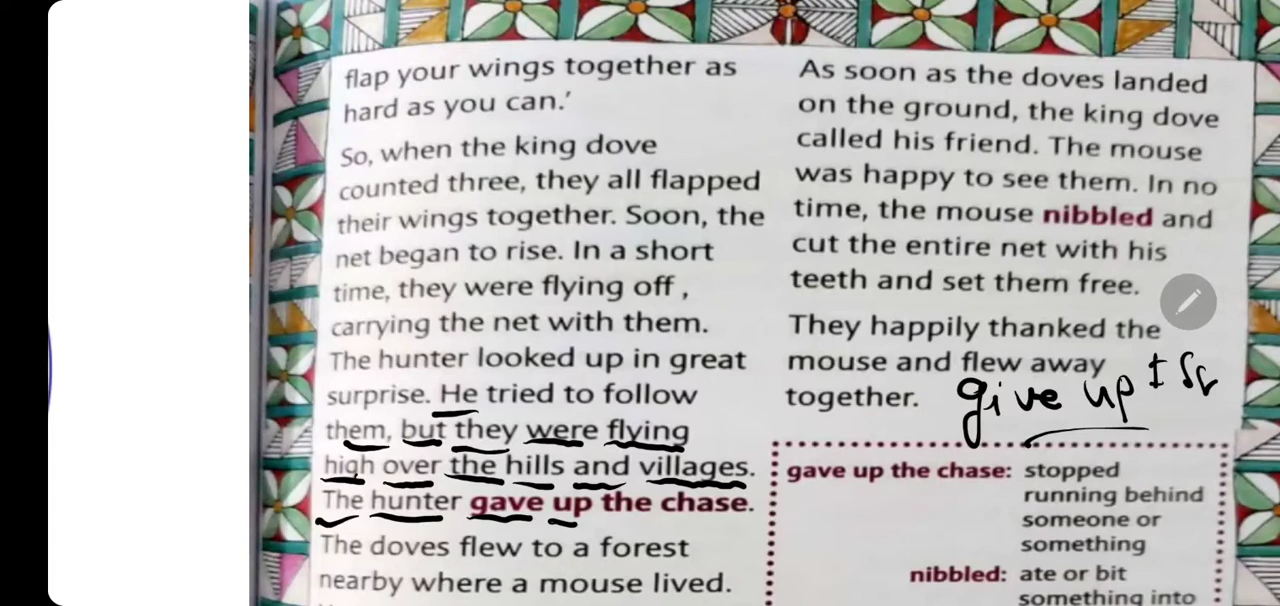 flap your wings together as
hard as you can.'
So, when the king dove
counted three, they all flapped
their wings together. Soon, the
net began to rise. In a short
time, they were flying off ,
carrying the net with them.
The hunter looked up in great
surprise. He tried to follow
them, but they were flying
high over the hills and villages.
The hunter gave up the chase.
The doves flew to a forest
nearby where a mouse lived.
As soon as the doves landed
on the ground, the king dove
called his friend. The mouse
was happy to see them. In no
time, the mouse nibbled and
cut the entire net with his
teeth and set them free.
They happily thanked the
mouse and flew away
together.
give up
gave up the chase: stopped
running behind
someone or
something
nibbled: ate or bit
something into